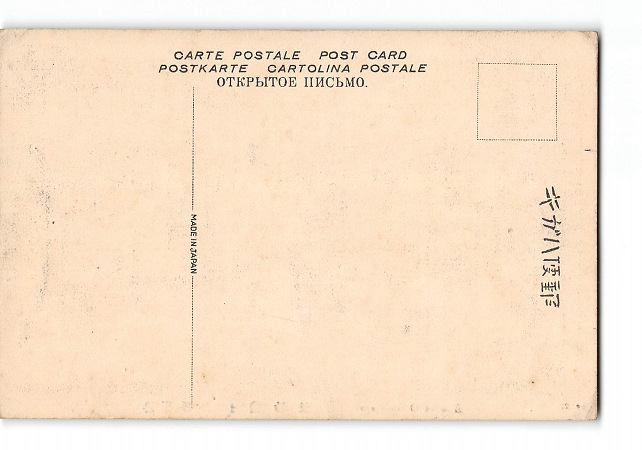 CARTE POSTALE POST CARD
POSTKARTE CARTOLINA POSTALE
ОТКРЫТОЕ ПИСЬМО.
MADE IN JAPAN
キガハ便郵